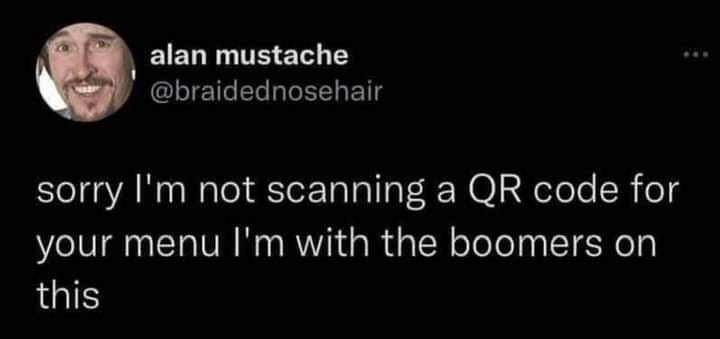 alan mustache
@braidednosehair
sorry I'm not scanning a QR code for
your menu I'm with the boomers on
this